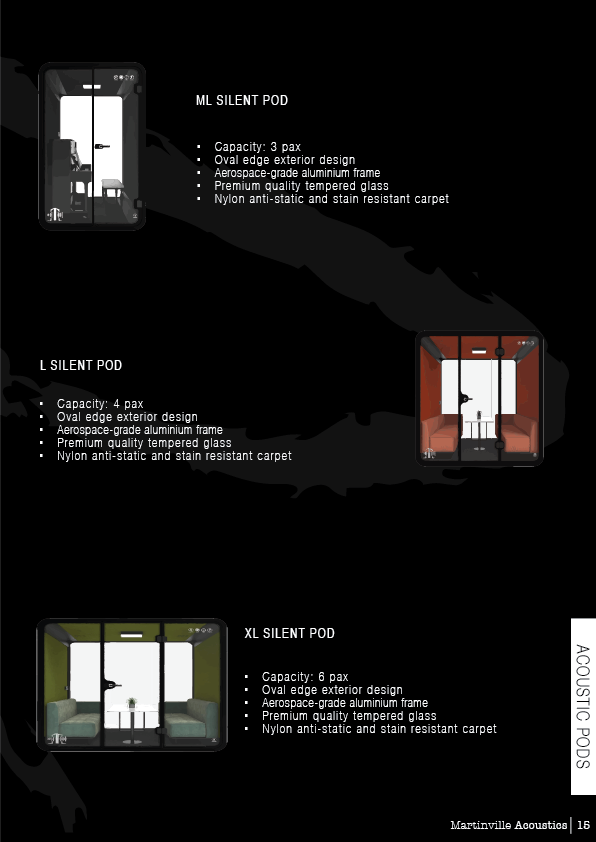 ML SILENT POD
▪ Capacity: 3 pax
▪ Oval edge exterior design
▪ Aerospace-grade aluminium frame
▪ Premium quality tempered glass
▪ Nylon anti-static and stain resistant carpet
L SILENT POD
▪ Capacity: 4 pax
▪ Oval edge exterior design
▪ Aerospace-grade aluminium frame
▪ Premium quality tempered glass
▪ Nylon anti-static and stain resistant carpet
XL SILENT POD
▪ Capacity: 6 pax
▪ Oval edge exterior design
▪ Aerospace-grade aluminium frame
▪ Premium quality tempered glass
▪ Nylon anti-static and stain resistant carpet
ACOUSTIC PODS
Martinville Acoustics 15